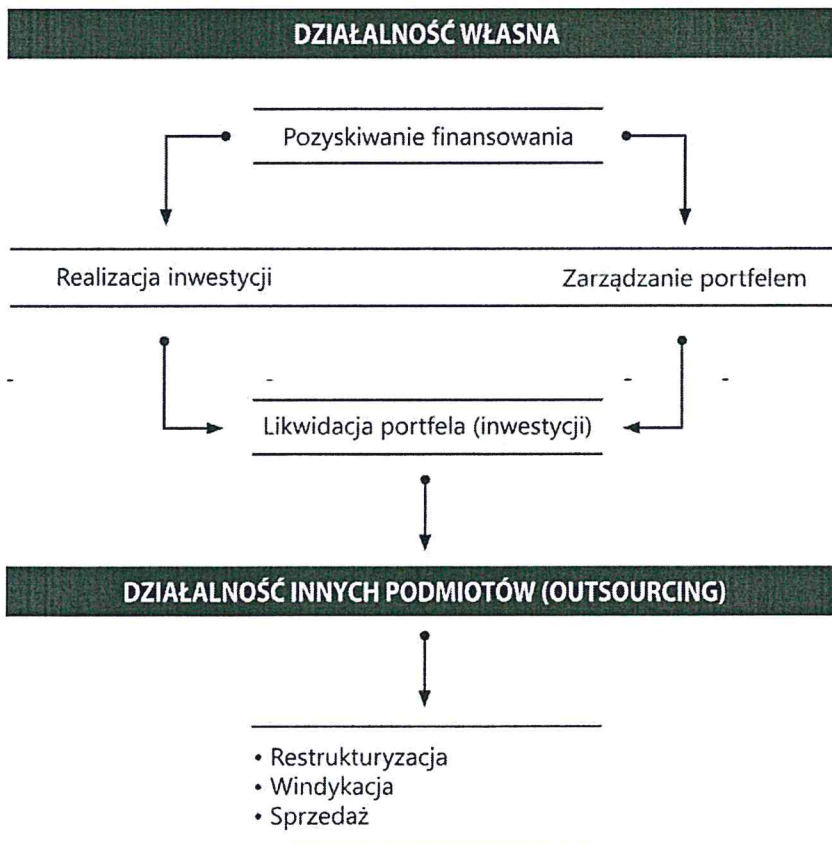 DZIAŁALNOŚĆ WŁASNA
Pozyskiwanie finansowania
Realizacja inwestycji
Zarządzanie portfelem
Likwidacja portfela (inwestycji)
DZIAŁALNOŚĆ INNYCH PODMIOTÓW (OUTSOURCING)
• Restrukturyzacja
• Windykacja
• Sprzedaż